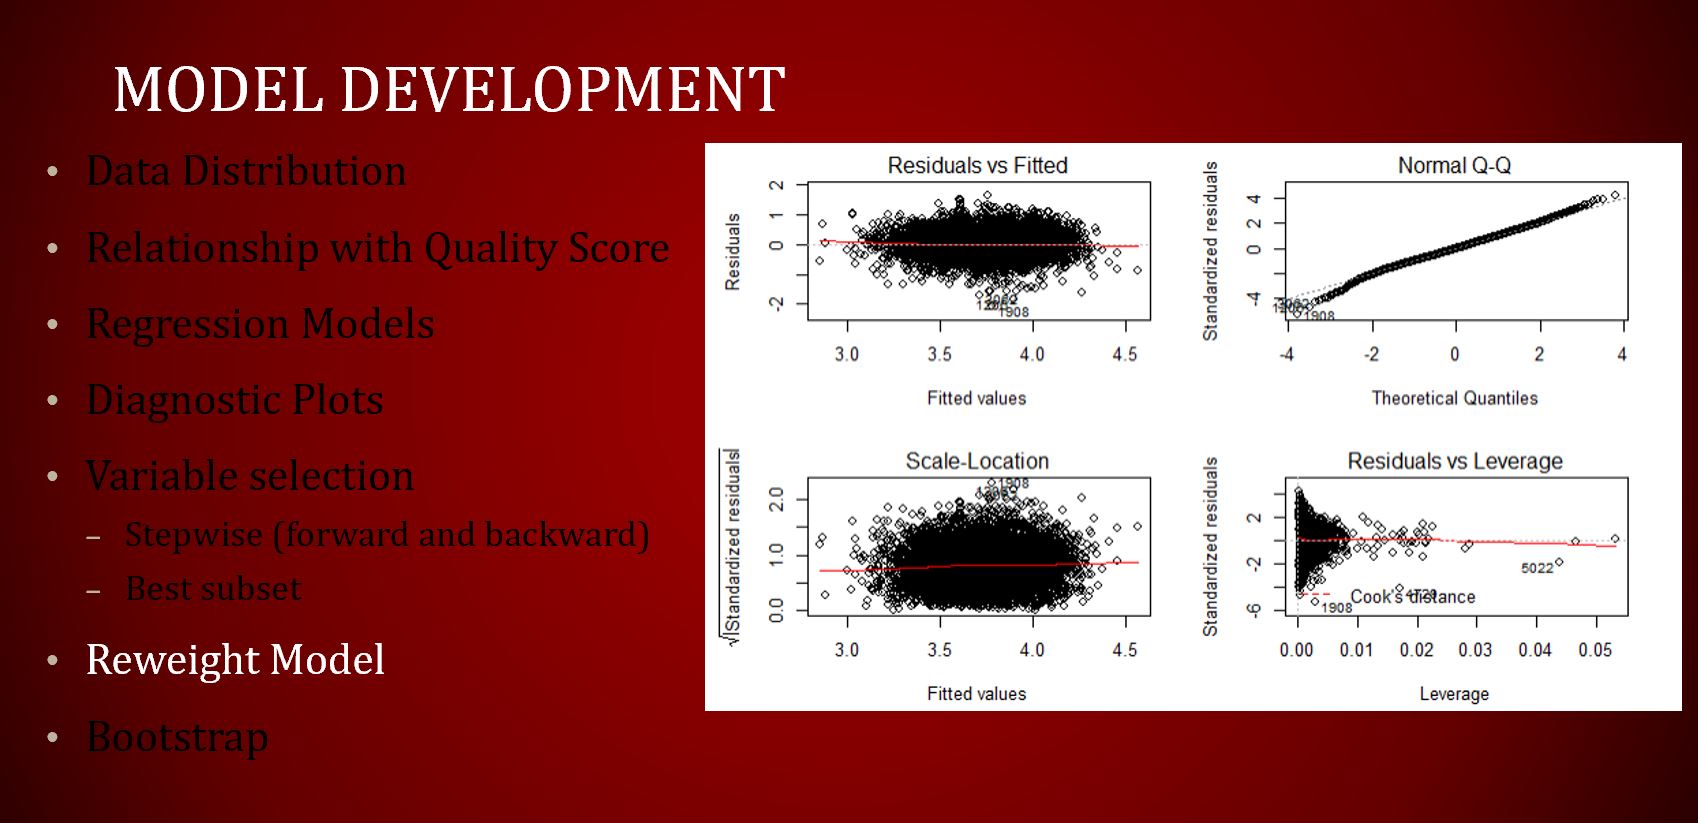 MODEL DEVELOPMENT
• Data Distribution
• Relationship with Quality Score
• Regression Models
• Diagnostic Plots
• Variable selection
– Stepwise (forward and backward)
– Best subset
• Reweight Model
• Bootstrap
Residuals vs Fitted
Residuals
2
1
0
-2
1908
3.0 3.5 4.0 4.5
Fitted values
Normal Q-Q
Standardized residuals
4
2
0
-4
1908
-4 -2 0 2 4
Theoretical Quantiles
Scale-Location
√|Standardized residuals|
2.0
1.0
0.0
1908
3.0 3.5 4.0 4.5
Fitted values
Residuals vs Leverage
Standardized residuals
2
-2
-6
5022
Cook's distance
1908
0.00 0.01 0.02 0.03 0.04 0.05
Leverage